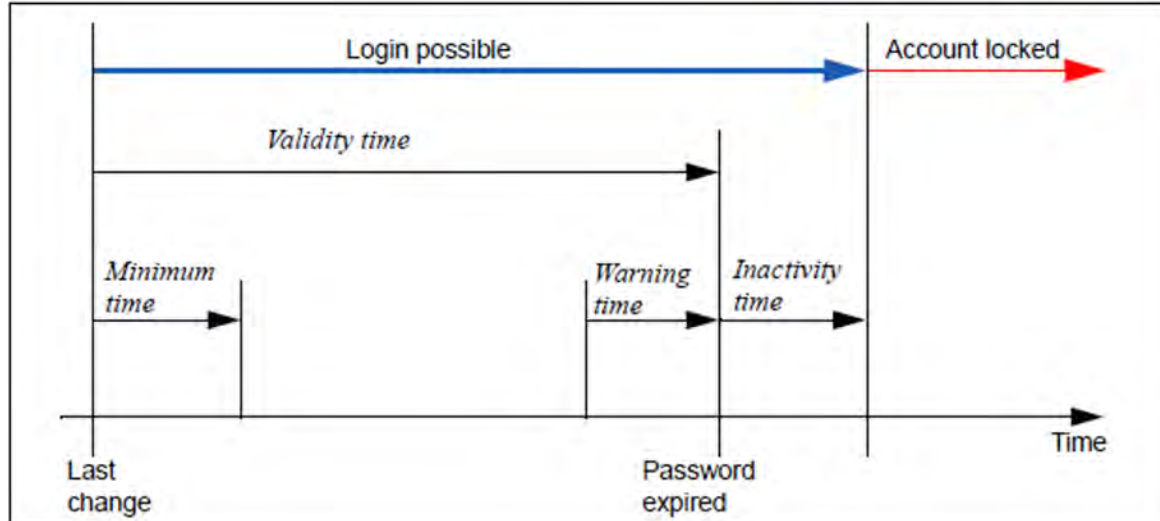 Login possible
Account locked
Validity time
Minimum
time
Warning
time
Inactivity
time
Time
Last
change
Password
expired